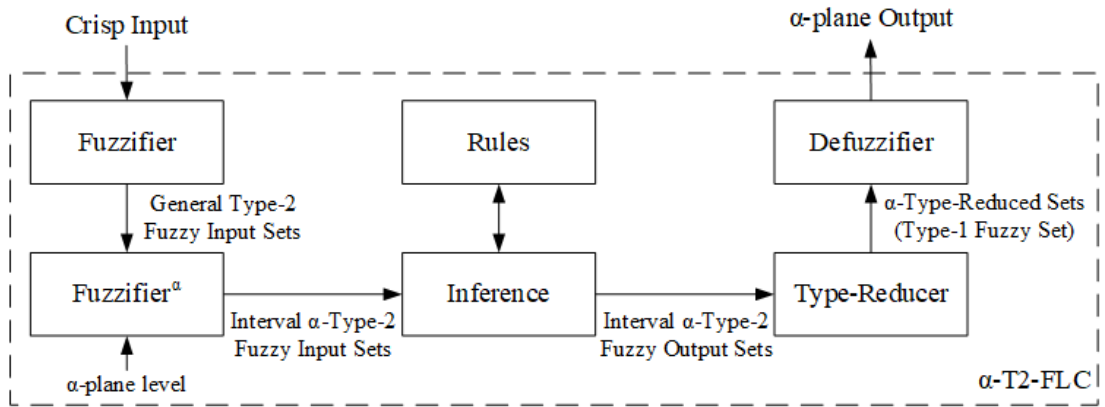 Crisp Input
α-plane Output
Fuzzifier
Rules
Defuzzifier
General Type-2
Fuzzy Input Sets
α-Type-Reduced Sets
(Type-1 Fuzzy Set)
Fuzzifierᵅ
Inference
Type-Reducer
Interval α-Type-2
Fuzzy Input Sets
Interval α-Type-2
Fuzzy Output Sets
α-plane level
α-T2-FLC